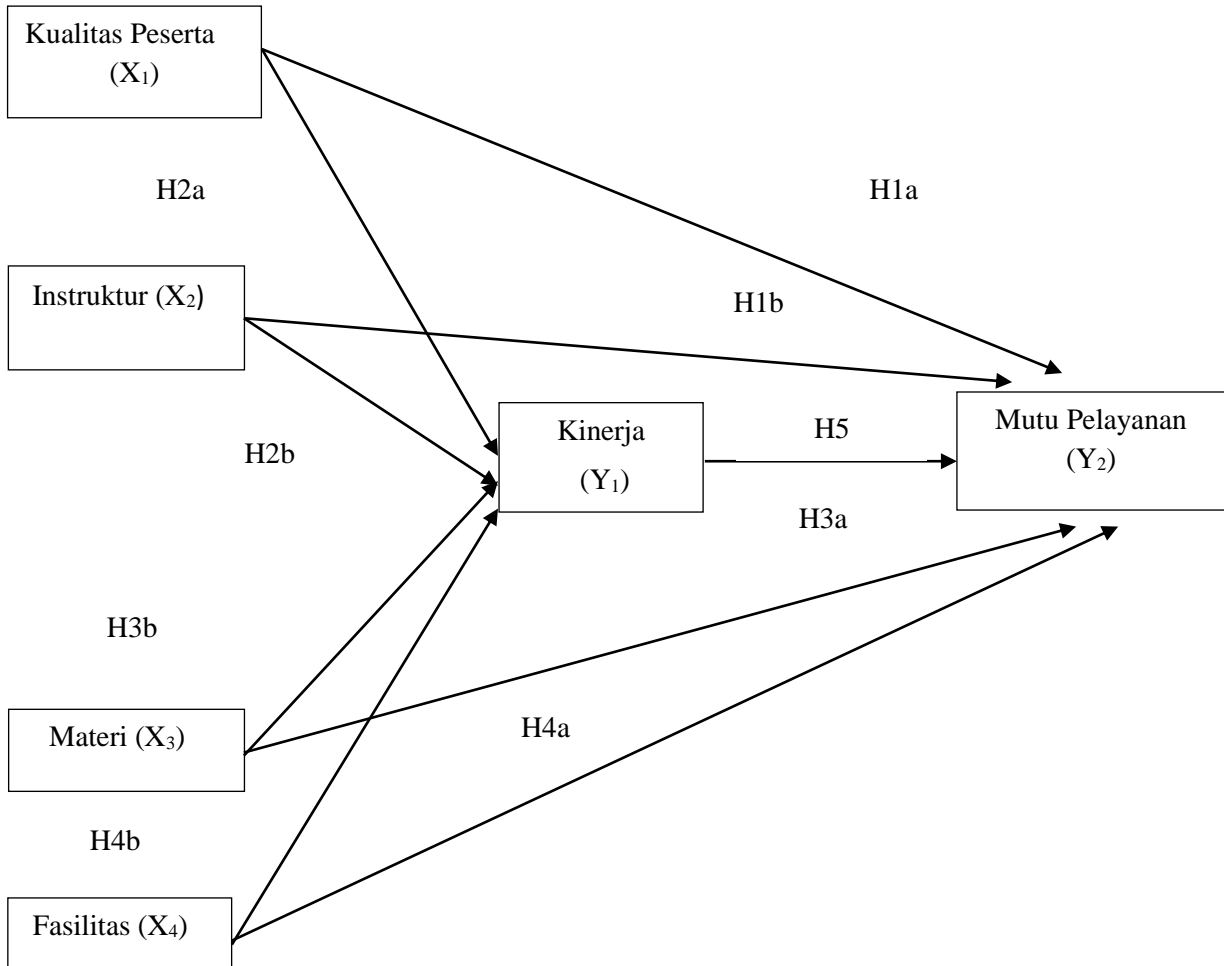 Kualitas Peserta
(X₁)
H2a
H1a
Instruktur (X₂)
H1b
H2b
Kinerja
(Y₁)
H5
Mutu Pelayanan
(Y₂)
H3a
H3b
Materi (X₃)
H4a
H4b
Fasilitas (X₄)